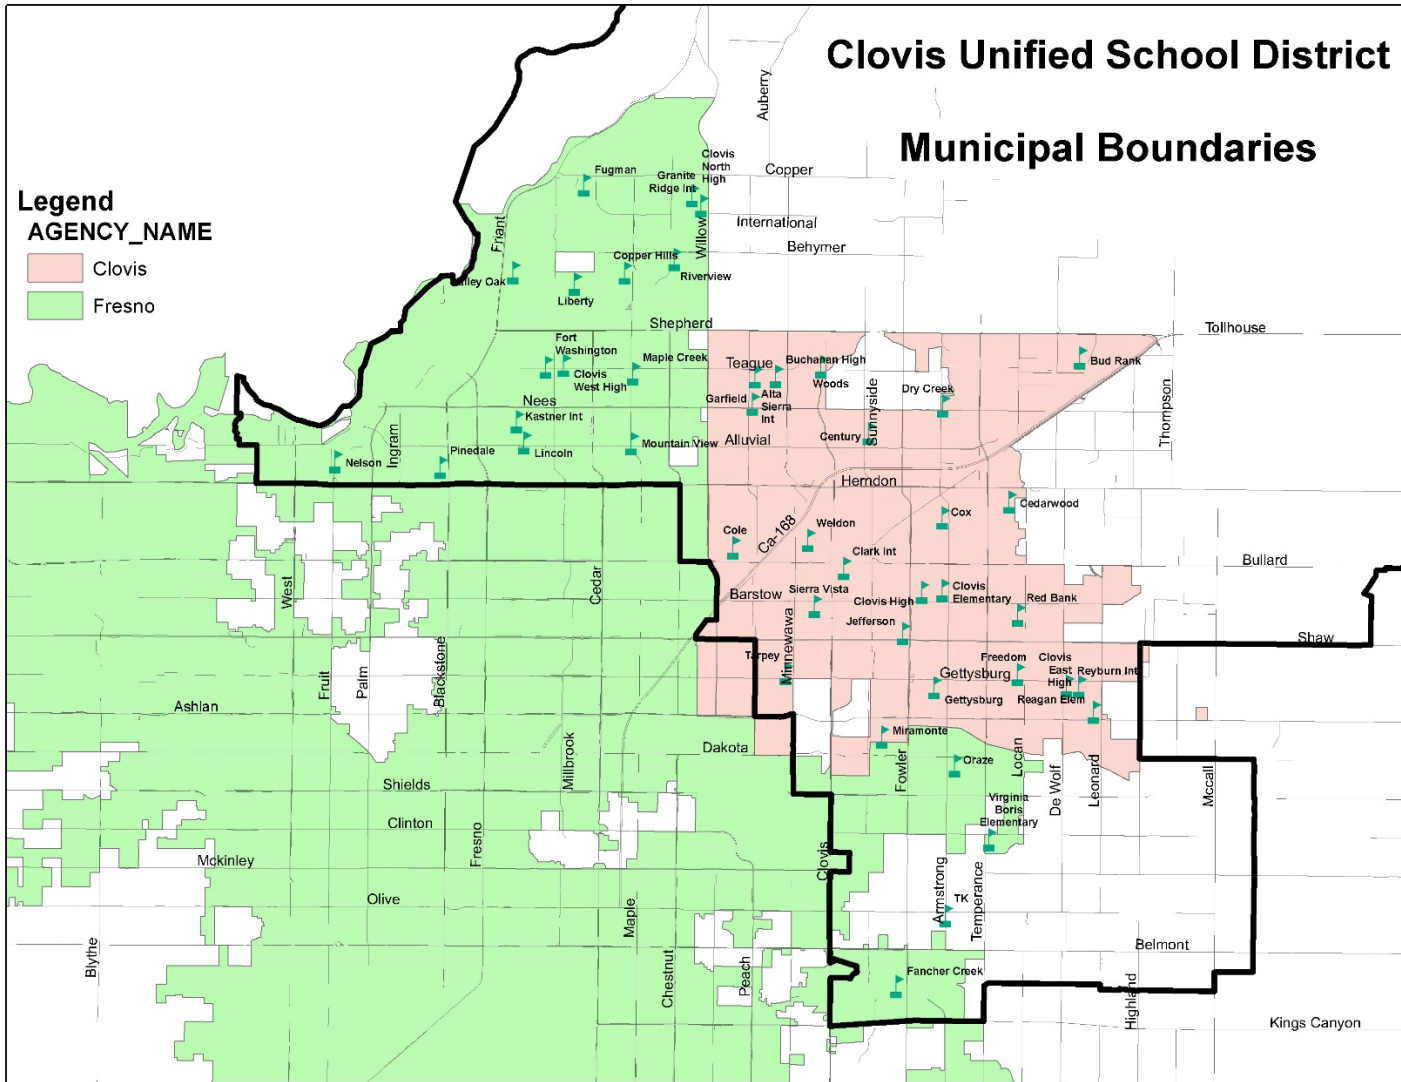 Clovis Unified School District
Municipal Boundaries
Legend
AGENCY_NAME
Clovis
Fresno
Auberry
Clovis
North
High
Copper
Fugman
Granite
Ridge Int
International
Willow
Friant
Behymer
Copper Hills
Riverview
lley Oak
Liberty
Shepherd
Tollhouse
Fort
Washington
Maple Creek
Clovis
West High
Teague
Buchanan High
Woods
Bud Rank
Dry Creek
Sunnyside
Thompson
Nees
Garfield
Alta
Sierra
Int
Kastner Int
Century
Alluvial
Mountain View
Ingram
Nelson
Pinedale
Lincoln
Herndon
Cedarwood
Cox
Ca-168
Weldon
Cole
Clark Int
Bullard
West
Cedar
Barstow
Sierra Vista
Clovis High
Clovis
Elementary
Red Bank
Jefferson
Shaw
Minnewawa
Tarpey
Freedom
Clovis
East
High
Reyburn Int
Gettysburg
Gettysburg
Reagan Elem
Fruit
Palm
Blackstone
Ashlan
Miramonte
Dakota
Millbrook
Fowler
Oraze
Locan
De Wolf
Leonard
Mccall
Shields
Virginia
Boris
Elementary
Clinton
Fresno
Mckinley
Clovis
Olive
Maple
Armstrong
TK
Temperance
Belmont
Blythe
Chestnut
Peach
Fancher Creek
Highland
Kings Canyon